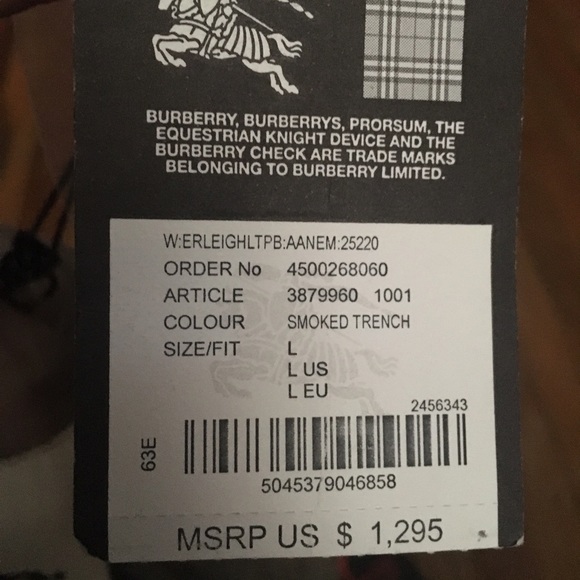 BURBERRY, BURBERRYS, PRORSUM, THE
EQUESTRIAN KNIGHT DEVICE AND THE
BURBERRY CHECK ARE TRADE MARKS
BELONGING TO BURBERRY LIMITED.
W:ERLEIGHLTPB:AANEM:25220
ORDER No 4500268060
ARTICLE 3879960 1001
COLOUR SMOKED TRENCH
SIZE/FIT L
L US
L EU
2456343
63E
5045379046858
MSRP US $ 1,295